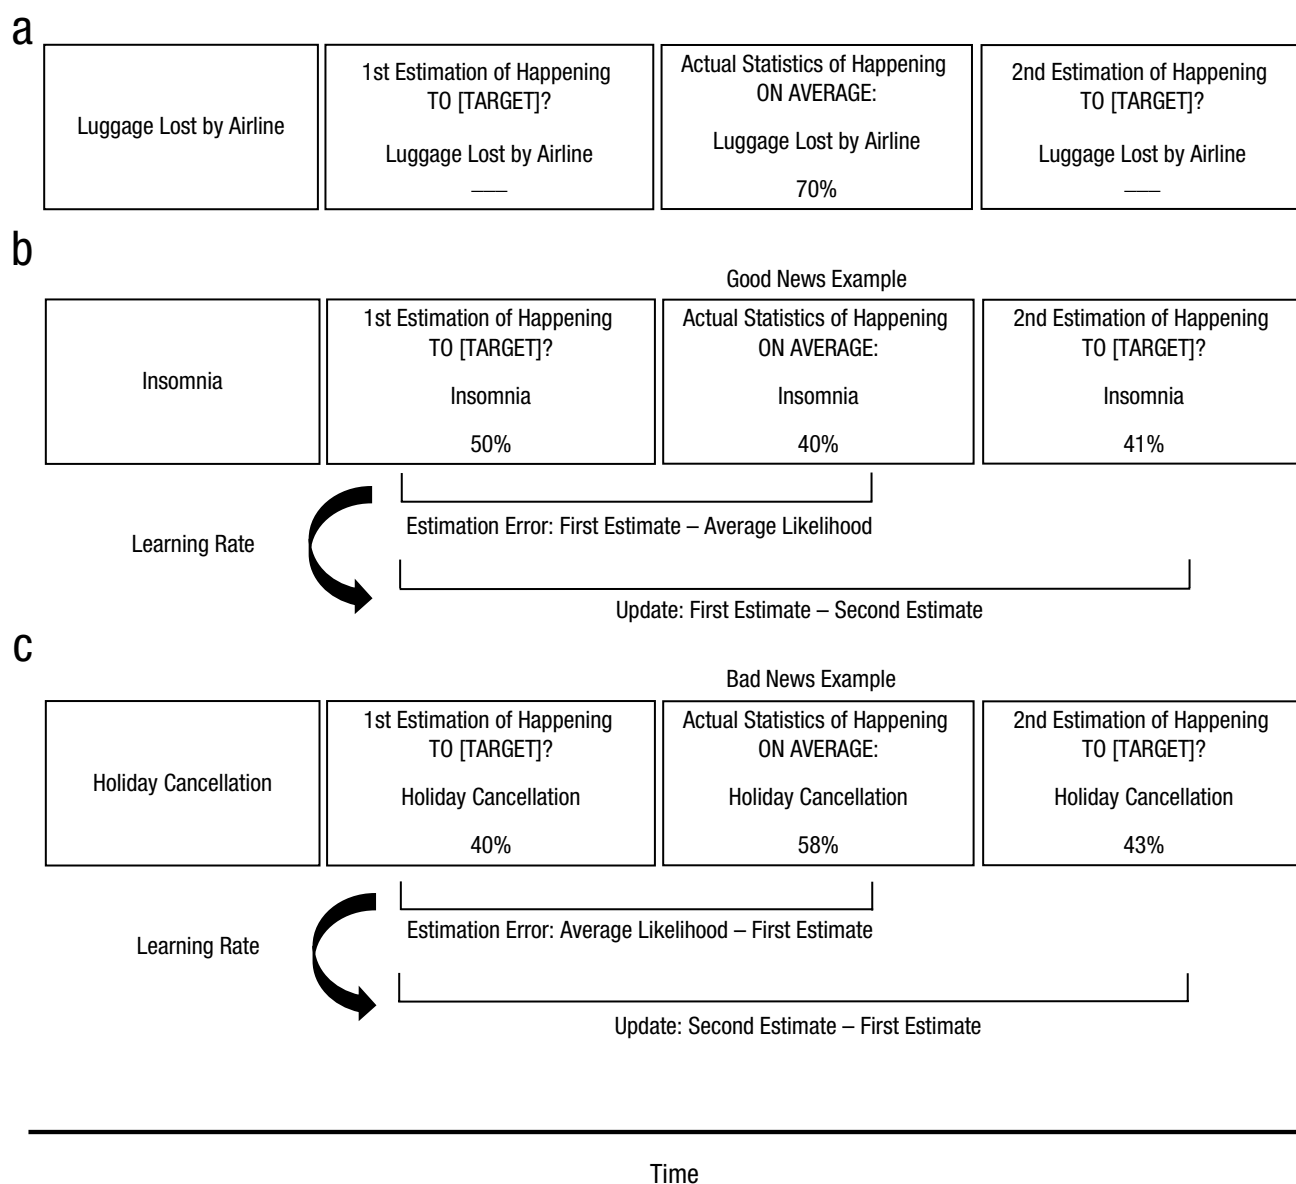 a
Luggage Lost by Airline
1st Estimation of Happening
TO [TARGET]?
Luggage Lost by Airline
___
Actual Statistics of Happening
ON AVERAGE:
Luggage Lost by Airline
70%
2nd Estimation of Happening
TO [TARGET]?
Luggage Lost by Airline
___
b
Good News Example
Insomnia
1st Estimation of Happening
TO [TARGET]?
Insomnia
50%
Actual Statistics of Happening
ON AVERAGE:
Insomnia
40%
2nd Estimation of Happening
TO [TARGET]?
Insomnia
41%
Estimation Error: First Estimate – Average Likelihood
Learning Rate
Update: First Estimate – Second Estimate
c
Bad News Example
Holiday Cancellation
1st Estimation of Happening
TO [TARGET]?
Holiday Cancellation
40%
Actual Statistics of Happening
ON AVERAGE:
Holiday Cancellation
58%
2nd Estimation of Happening
TO [TARGET]?
Holiday Cancellation
43%
Estimation Error: Average Likelihood – First Estimate
Learning Rate
Update: Second Estimate – First Estimate
Time